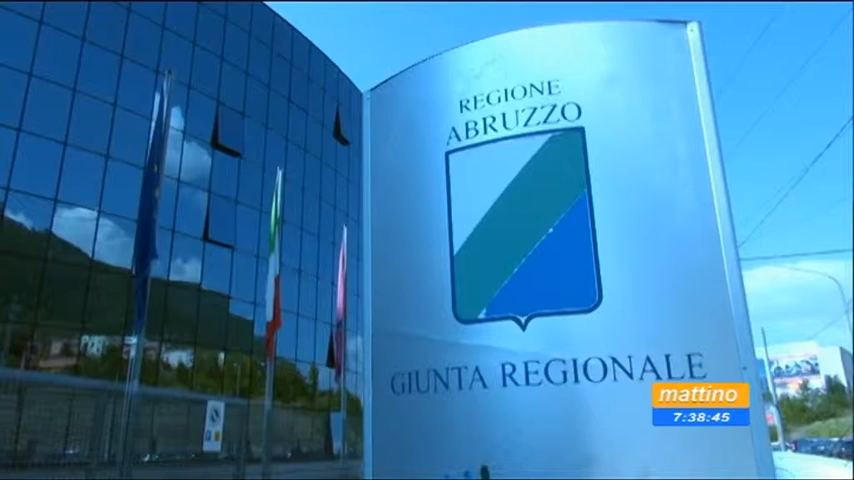 REGIONE
ABRUZZO
GIUNTA REGIONALE
mattino
7:38:45